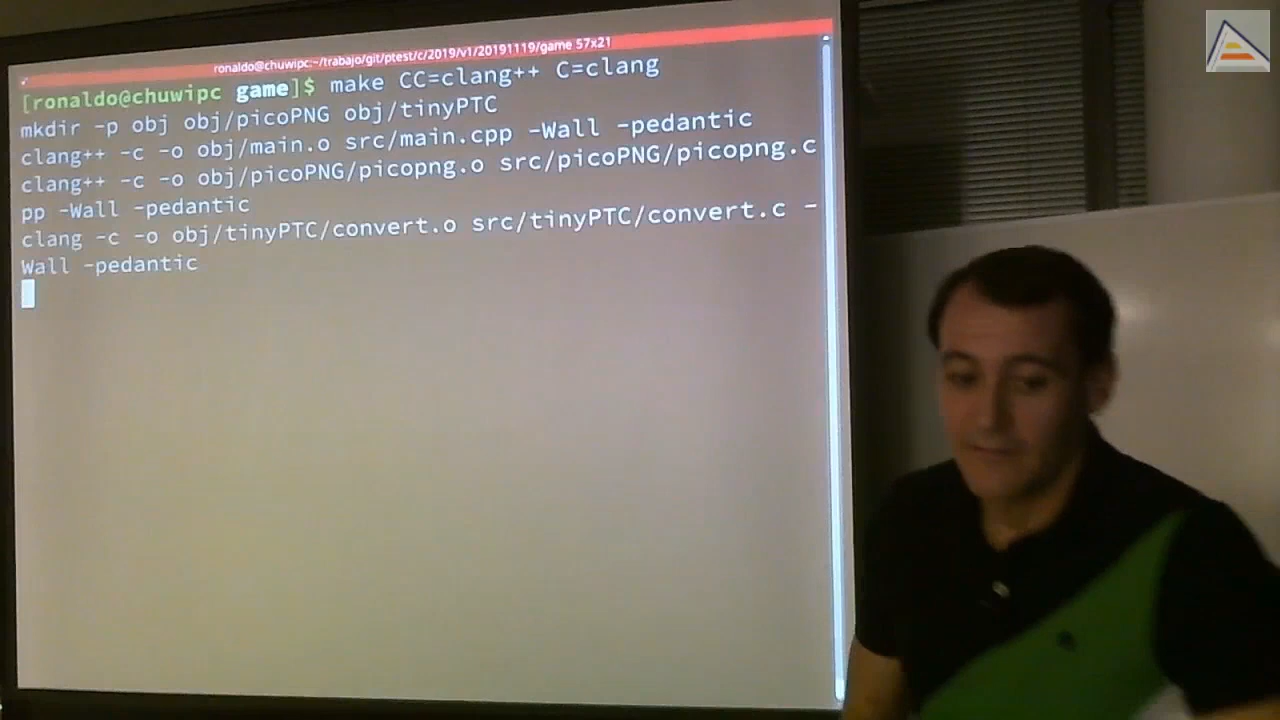 ronaldo@chuwipc:~/trabajo/git/ptest/c/2019/v1/20191119/game 57x21
[ronaldo@chuwipc game]$ make CC=clang++ C=clang
mkdir -p obj obj/picoPNG obj/tinyPTC
clang++ -c -o obj/main.o src/main.cpp -Wall -pedantic
clang++ -c -o obj/picoPNG/picopng.o src/picoPNG/picopng.c
pp -Wall -pedantic
clang -c -o obj/tinyPTC/convert.o src/tinyPTC/convert.c -
Wall -pedantic